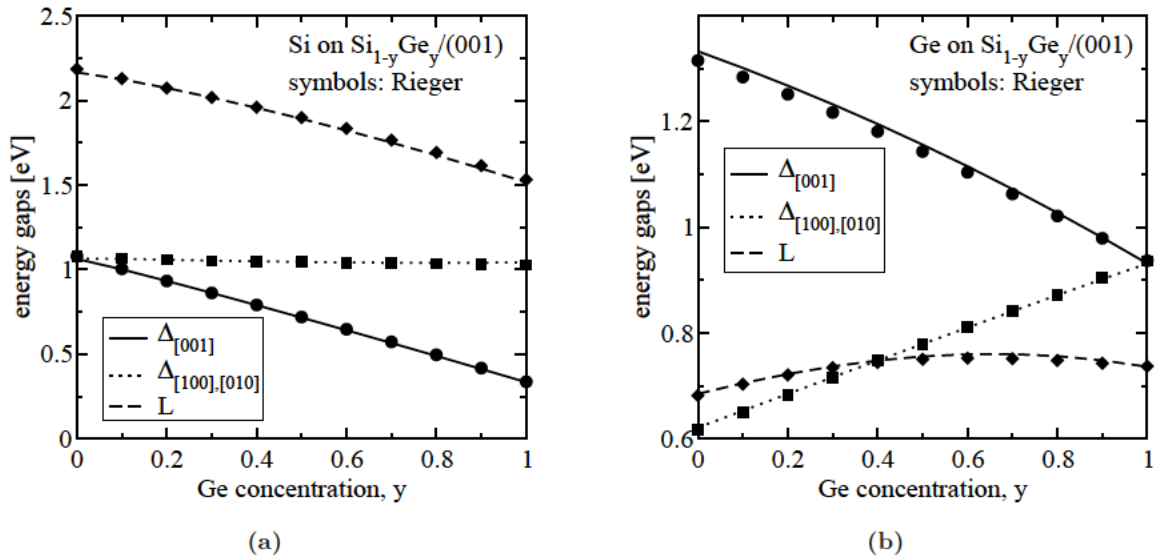 Si on Si1-yGey/(001)
symbols: Rieger
energy gaps [eV]
2.5
2
1.5
1
0.5
0
Δ[001]
Δ[100],[010]
L
0 0.2 0.4 0.6 0.8 1
Ge concentration, y
(a)
Ge on Si1-yGey/(001)
symbols: Rieger
energy gaps [eV]
1.2
1
0.8
0.6
Δ[001]
Δ[100],[010]
L
0 0.2 0.4 0.6 0.8 1
Ge concentration, y
(b)